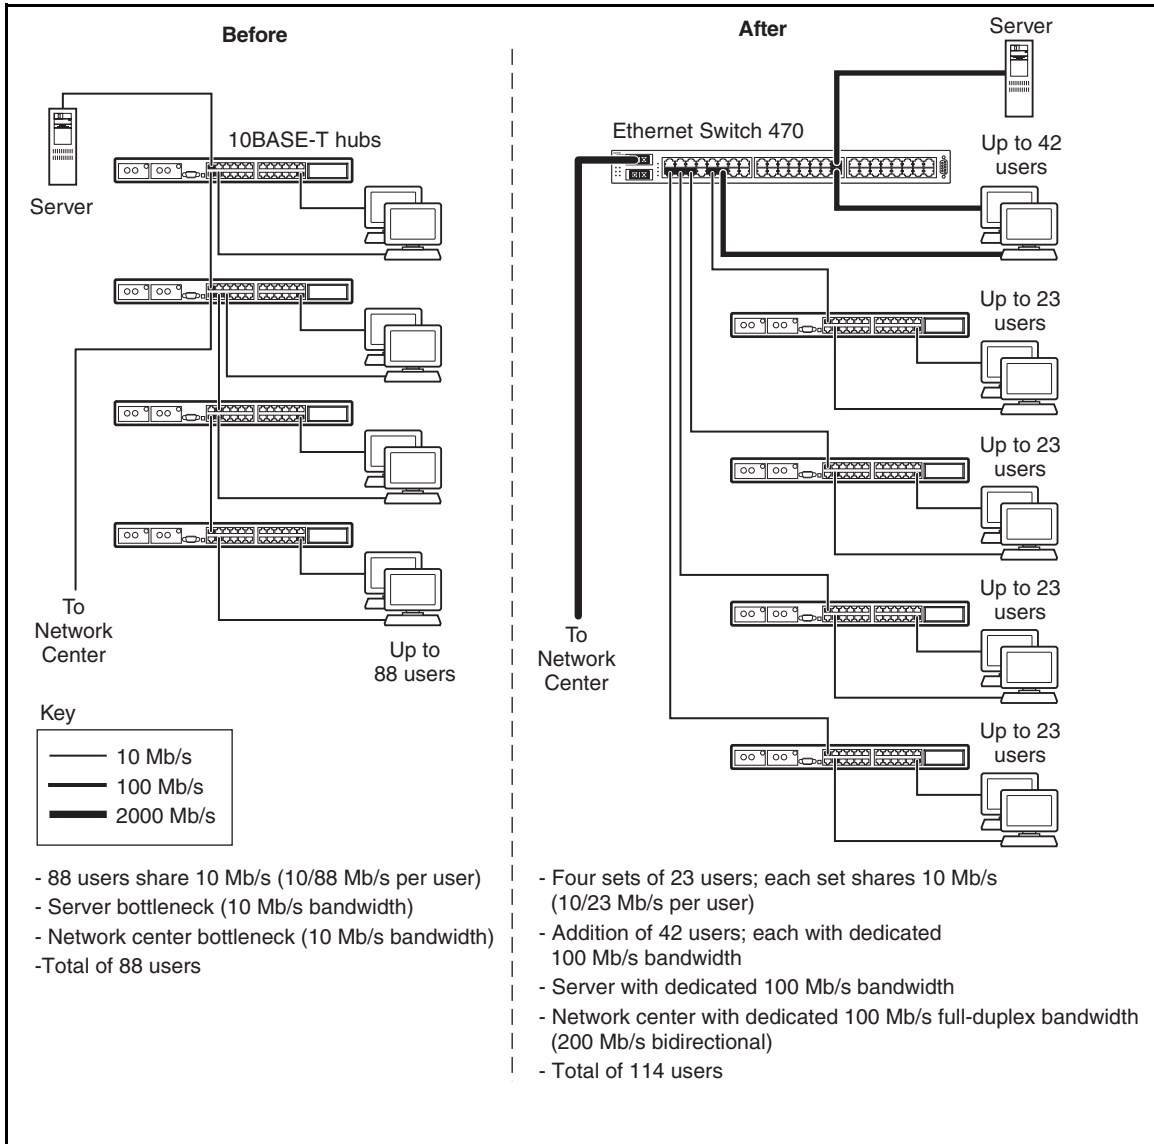 Before
Server
10BASE-T hubs
To
Network
Center
Up to
88 users
Key
10 Mb/s
100 Mb/s
2000 Mb/s
- 88 users share 10 Mb/s (10/88 Mb/s per user)
- Server bottleneck (10 Mb/s bandwidth)
- Network center bottleneck (10 Mb/s bandwidth)
-Total of 88 users
After
Server
Ethernet Switch 470
Up to 42
users
Up to 23
users
Up to 23
users
Up to 23
users
Up to 23
users
To
Network
Center
- Four sets of 23 users; each set shares 10 Mb/s
(10/23 Mb/s per user)
- Addition of 42 users; each with dedicated
100 Mb/s bandwidth
- Server with dedicated 100 Mb/s bandwidth
- Network center with dedicated 100 Mb/s full-duplex bandwidth
(200 Mb/s bidirectional)
- Total of 114 users